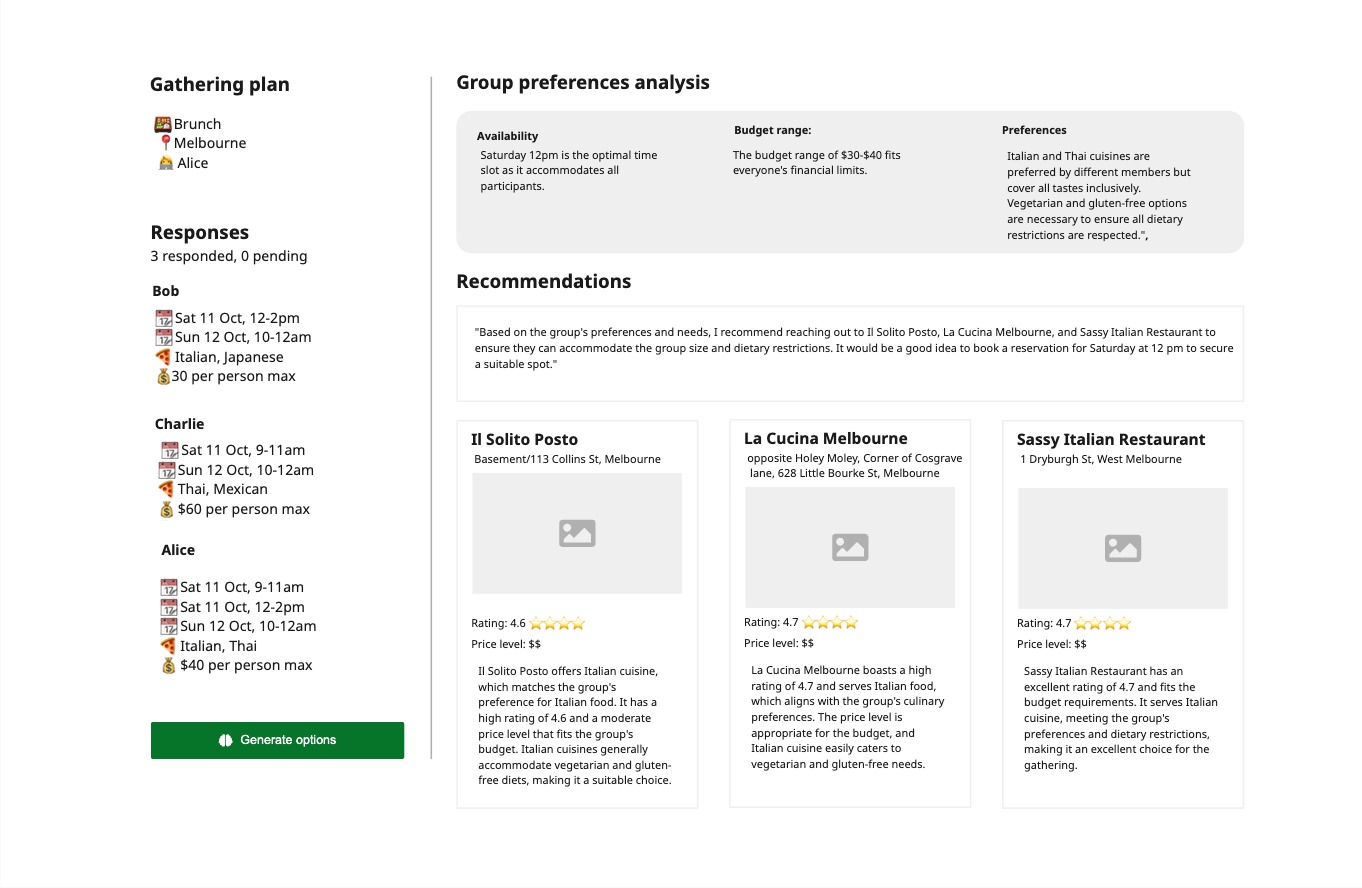 Gathering plan
Brunch
Melbourne
Alice
Responses
3 responded, 0 pending
Bob
Sat 11 Oct, 12-2pm
Sun 12 Oct, 10-12am
Italian, Japanese
30 per person max
Charlie
Sat 11 Oct, 9-11am
Sun 12 Oct, 10-12am
Thai, Mexican
$60 per person max
Alice
Sat 11 Oct, 9-11am
Sat 11 Oct, 12-2pm
Sun 12 Oct, 10-12am
Italian, Thai
$40 per person max
Generate options
Group preferences analysis
Availability
Saturday 12pm is the optimal time
slot as it accommodates all
participants.
Budget range:
The budget range of $30-$40 fits
everyone's financial limits.
Preferences
Italian and Thai cuisines are
preferred by different members but
cover all tastes inclusively.
Vegetarian and gluten-free options
are necessary to ensure all dietary
restrictions are respected.",
Recommendations
"Based on the group's preferences and needs, I recommend reaching out to Il Solito Posto, La Cucina Melbourne, and Sassy Italian Restaurant to
ensure they can accommodate the group size and dietary restrictions. It would be a good idea to book a reservation for Saturday at 12 pm to secure
a suitable spot."
Il Solito Posto
Basement/113 Collins St, Melbourne
Rating: 4.6
Price level: $$
Il Solito Posto offers Italian cuisine,
which matches the group's
preference for Italian food. It has a
high rating of 4.6 and a moderate
price level that fits the group's
budget. Italian cuisines generally
accommodate vegetarian and gluten-
free diets, making it a suitable choice.
La Cucina Melbourne
opposite Holey Moley, Corner of Cosgrave
lane, 628 Little Bourke St, Melbourne
Rating: 4.7
Price level: $$
La Cucina Melbourne boasts a high
rating of 4.7 and serves Italian food,
which aligns with the group's culinary
preferences. The price level is
appropriate for the budget, and
Italian cuisine easily caters to
vegetarian and gluten-free needs.
Sassy Italian Restaurant
1 Dryburgh St, West Melbourne
Rating: 4.7
Price level: $$
Sassy Italian Restaurant has an
excellent rating of 4.7 and fits the
budget requirements. It serves Italian
cuisine, meeting the group's
preferences and dietary restrictions,
making it an excellent choice for the
gathering.